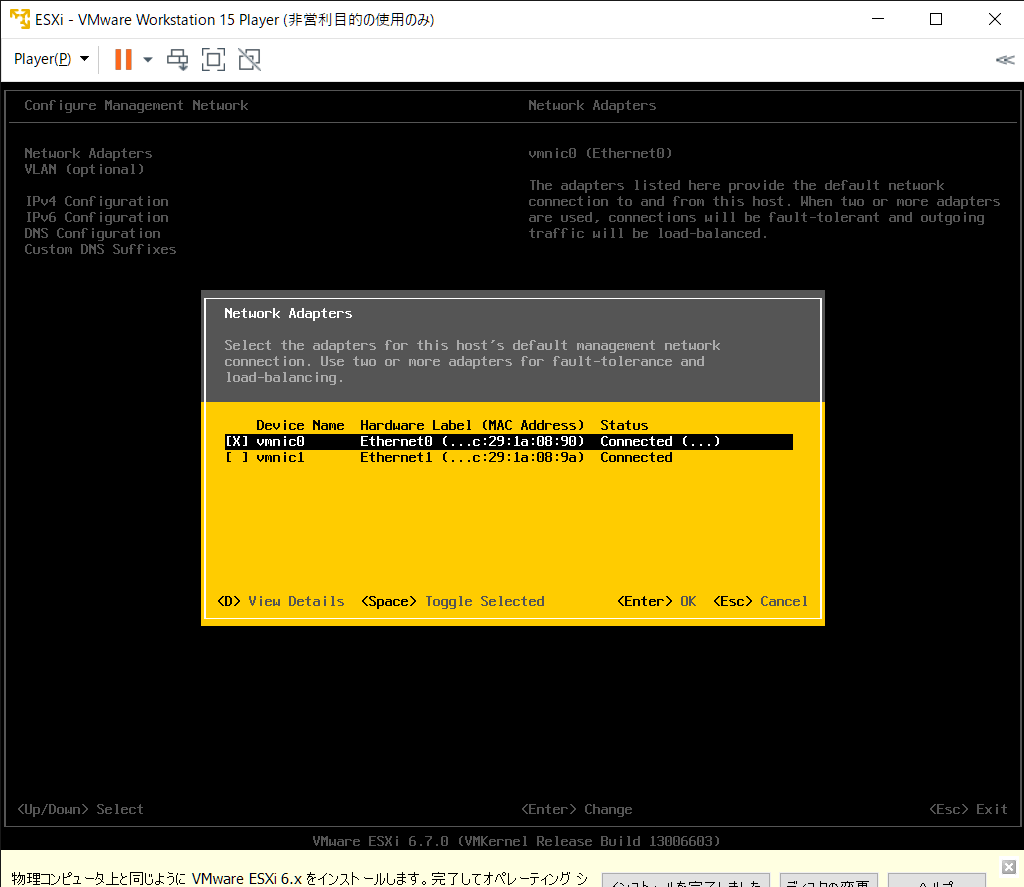 ESXi - VMware Workstation 15 Player (非営利目的の使用のみ)
Player(P)
Configure Management Network
Network Adapters
Network Adapters
VLAN (optional)
IPv4 Configuration
IPv6 Configuration
DNS Configuration
Custom DNS Suffixes
vmnic0 (Ethernet0)
The adapters listed here provide the default network
connection to and from this host. When two or more adapters
are used, connections will be fault-tolerant and outgoing
traffic will be load-balanced.
Network Adapters
Select the adapters for this host's default management network
connection. Use two or more adapters for fault-tolerance and
load-balancing.
Device Name Hardware Label (MAC Address) Status
[X] vmnic0 Ethernet0 (...c:29:1a:08:90) Connected (...)
[ ] vmnic1 Ethernet1 (...c:29:1a:08:9a) Connected
<D> View Details <Space> Toggle Selected <Enter> OK <Esc> Cancel
<Up/Down> Select <Enter> Change <Esc> Exit
VMware ESXi 6.7.0 (VMKernel Release Build 13006603)
物理コンピュータ上と同じように VMware ESXi 6.x をインストールします。完了してオペレーティング シ
インストールを完了しました ディスクの変更 ヘルプ